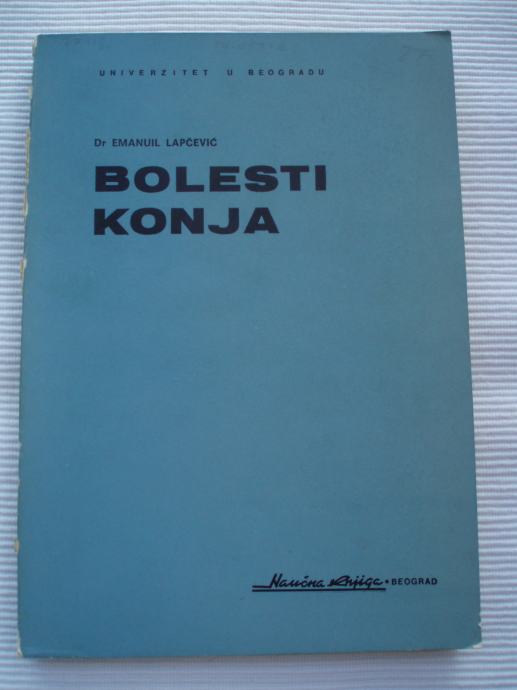 UNIVERZITET U BEOGRADU
Dr EMANUIL LAPČEVIĆ
BOLESTI
KONJA
Naučna Knjiga • BEOGRAD